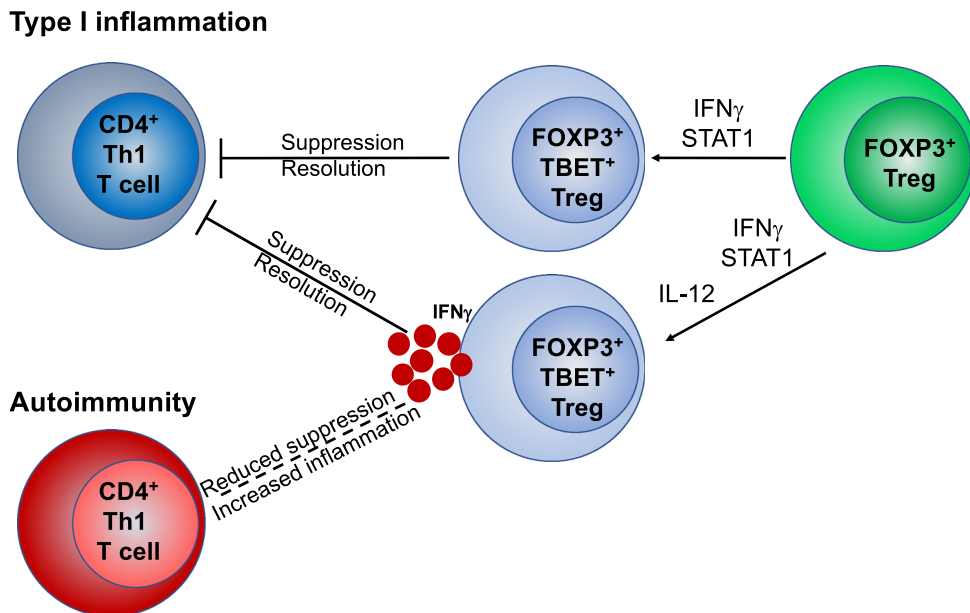 Type I inflammation
CD4⁺
Th1
T cell
Suppression
Resolution
FOXP3⁺
TBET⁺
Treg
IFNγ
STAT1
FOXP3⁺
Treg
Suppression
Resolution
IFNγ
FOXP3⁺
TBET⁺
Treg
IFNγ
STAT1
IL-12
Autoimmunity
CD4⁺
Th1
T cell
Reduced suppression
Increased inflammation